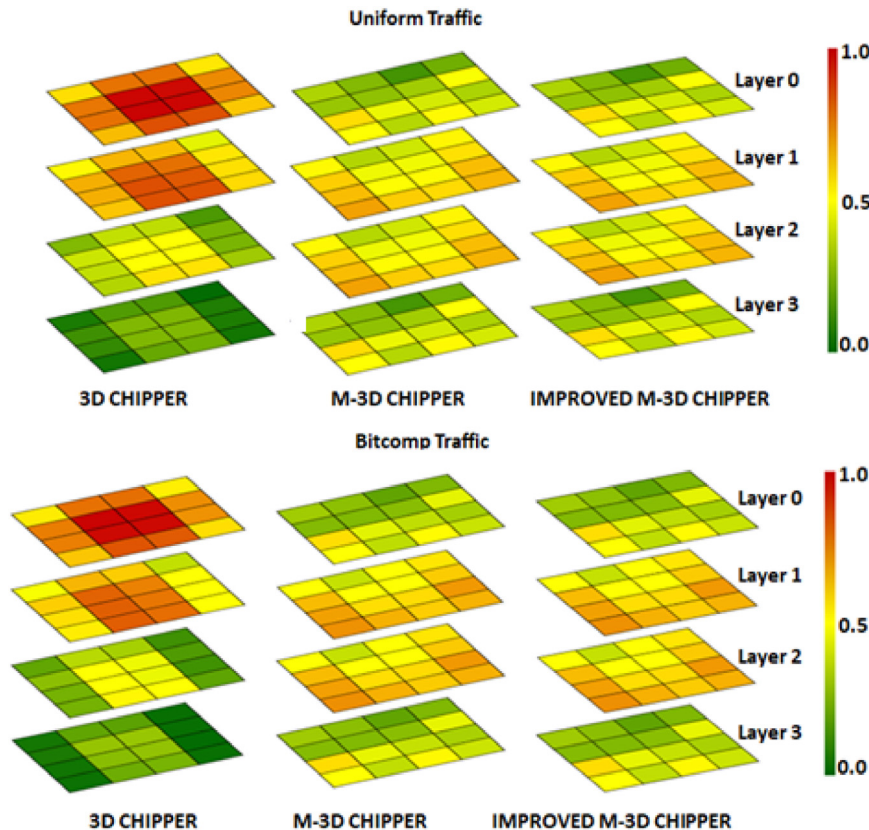 Uniform Traffic
1.0
Layer 0
Layer 1
0.5
Layer 2
Layer 3
0.0
3D CHIPPER
M-3D CHIPPER
IMPROVED M-3D CHIPPER
Bitcomp Traffic
1.0
Layer 0
Layer 1
0.5
Layer 2
Layer 3
0.0
3D CHIPPER
M-3D CHIPPER
IMPROVED M-3D CHIPPER